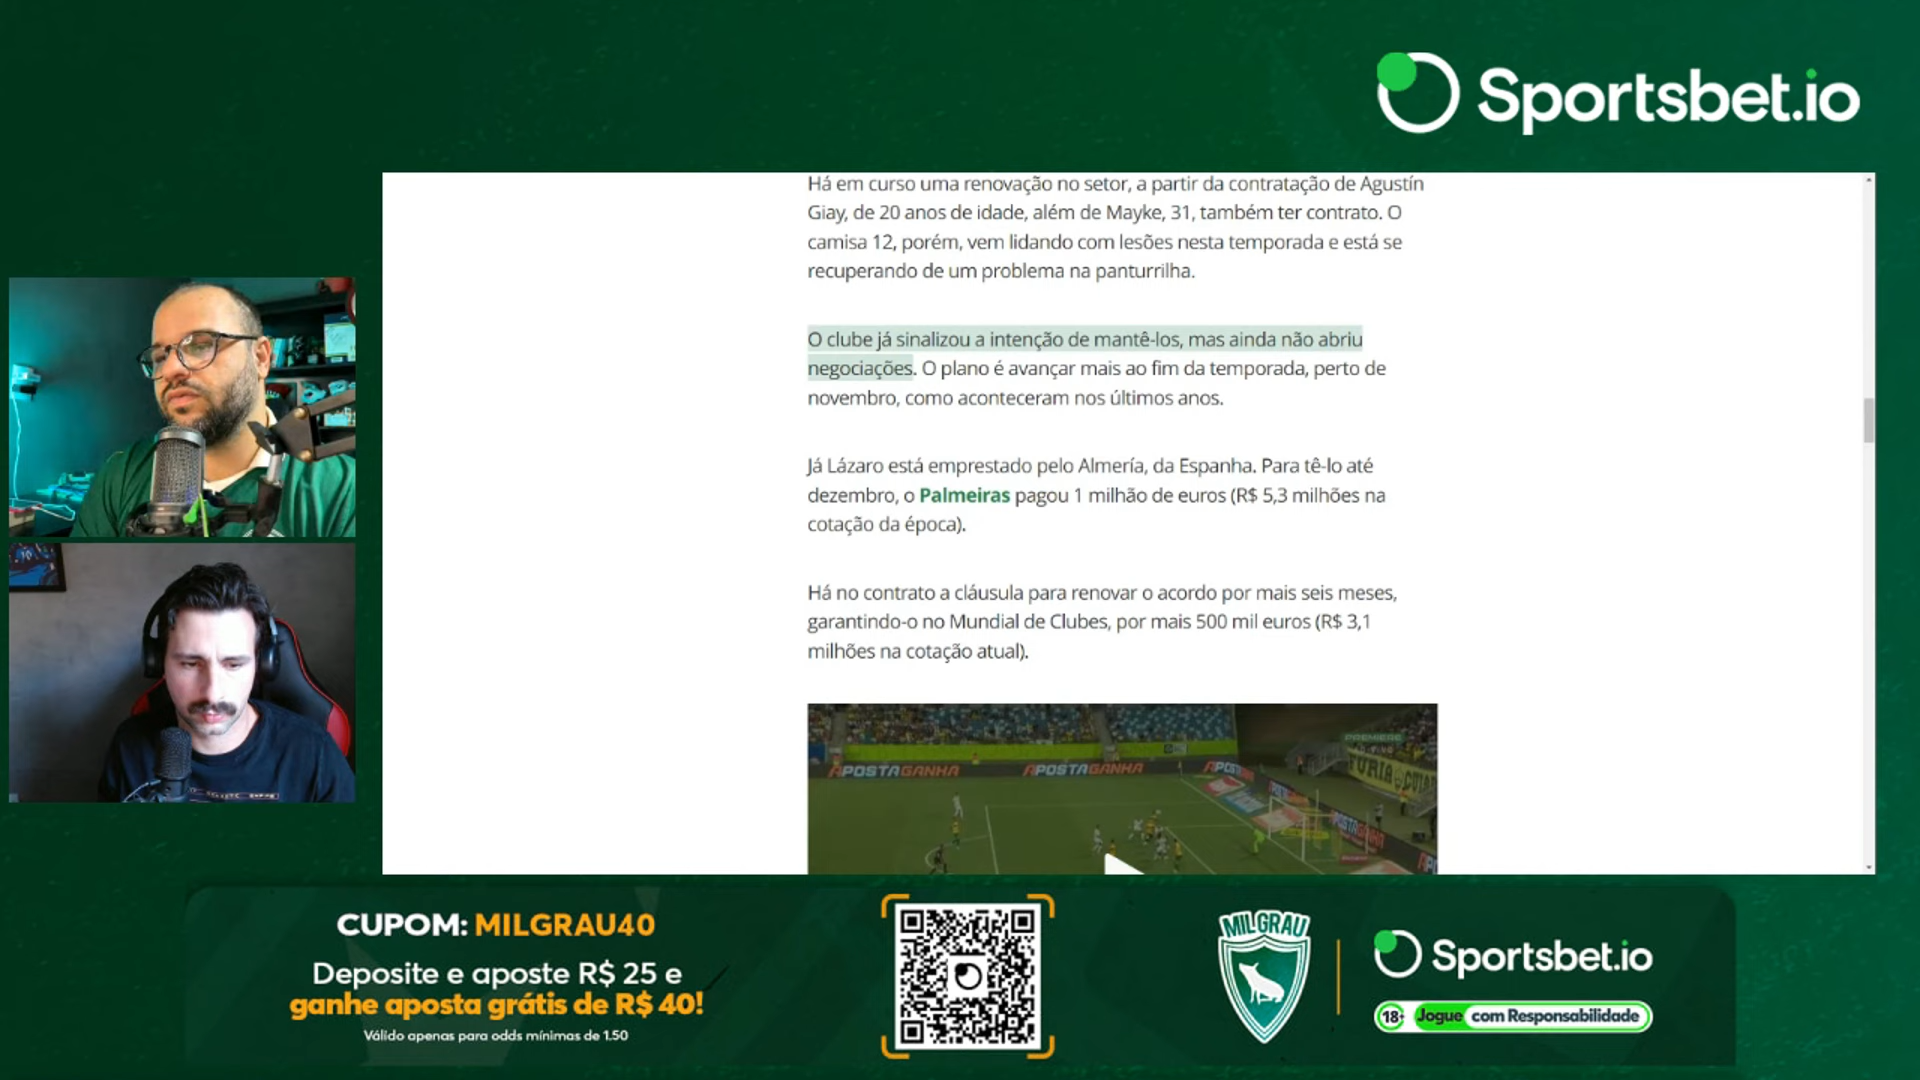 Sportsbet.io
Há em curso uma renovação no setor, a partir da contratação de Agustín
Giay, de 20 anos de idade, além de Mayke, 31, também ter contrato. O
camisa 12, porém, vem lidando com lesões nesta temporada e está se
recuperando de um problema na panturrilha.
O clube já sinalizou a intenção de mantê-los, mas ainda não abriu
negociações. O plano é avançar mais ao fim da temporada, perto de
novembro, como aconteceram nos últimos anos.
Já Lázaro está emprestado pelo Almería, da Espanha. Para tê-lo até
dezembro, o Palmeiras pagou 1 milhão de euros (R$ 5,3 milhões na
cotação da época).
Há no contrato a cláusula para renovar o acordo por mais seis meses,
garantindo-o no Mundial de Clubes, por mais 500 mil euros (R$ 3,1
milhões na cotação atual).
PREMIERE
APOSTAGANHA APOSTAGANHA
CUPOM: MILGRAU40
Deposite e aposte R$ 25 e
ganhe aposta grátis de R$ 40!
Válido apenas para odds mínimas de 1.50
MIL GRAU
Sportsbet.io
18+ Jogue com Responsabilidade